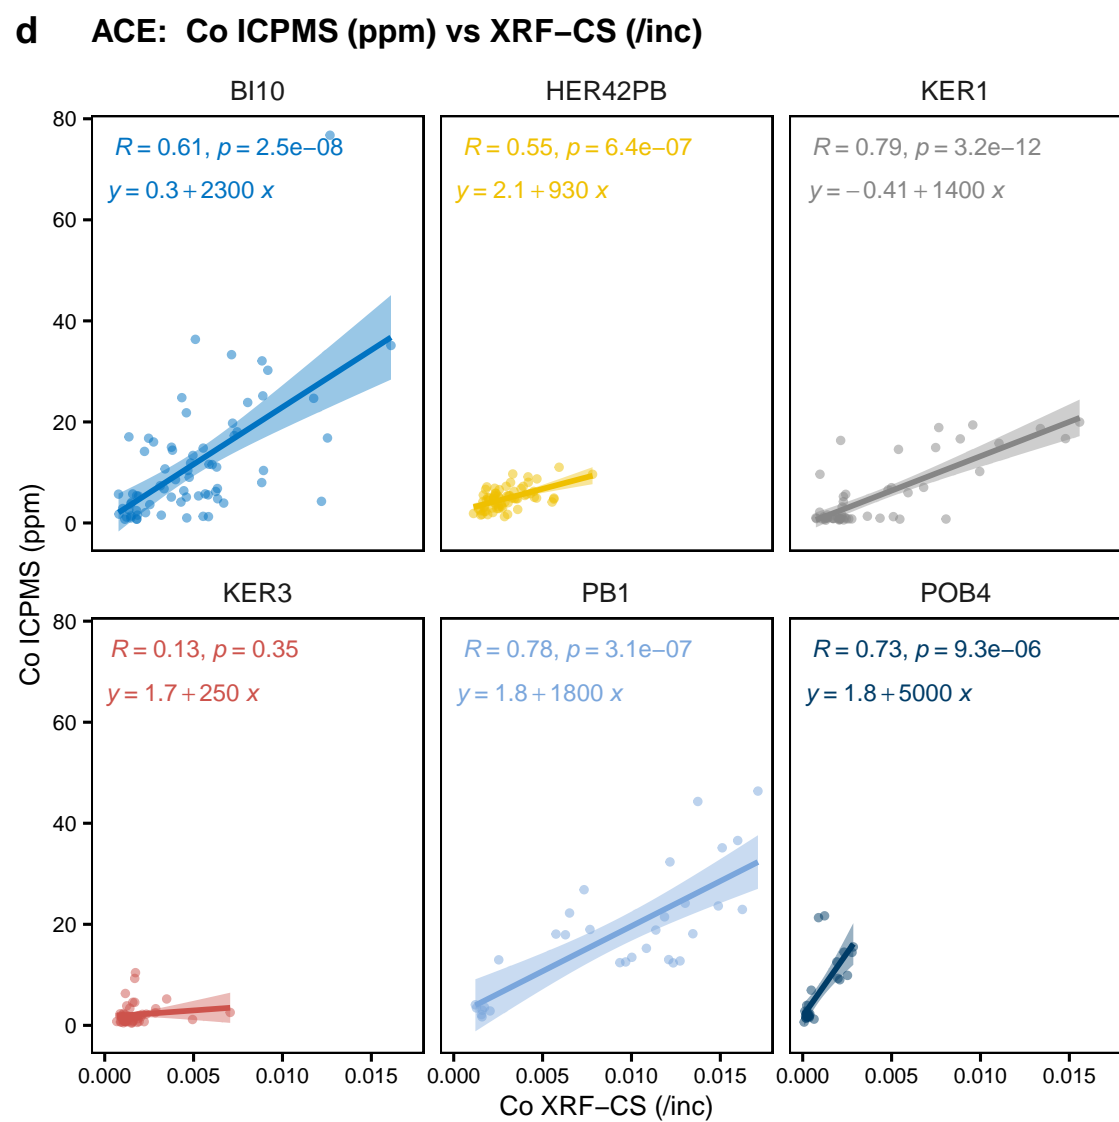 d ACE: Co ICPMS (ppm) vs XRF−CS (/inc)
BI10 HER42PB KER1
R = 0.61, p = 2.5e−08
y = 0.3 + 2300 x
R = 0.55, p = 6.4e−07
y = 2.1 + 930 x
R = 0.79, p = 3.2e−12
y = − 0.41 + 1400 x
80
60
40
20
0
Co ICPMS (ppm)
KER3 PB1 POB4
R = 0.13, p = 0.35
y = 1.7 + 250 x
R = 0.78, p = 3.1e−07
y = 1.8 + 1800 x
R = 0.73, p = 9.3e−06
y = 1.8 + 5000 x
80
60
40
20
0
0.000 0.005 0.010 0.015 0.000 0.005 0.010 0.015 0.000 0.005 0.010 0.015
Co XRF−CS (/inc)